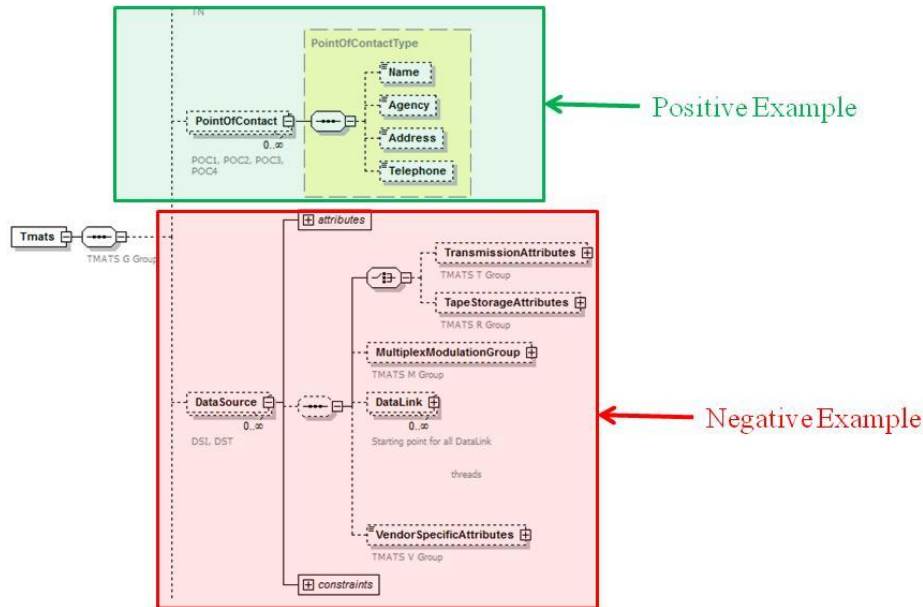 TN
PointOfContactType
Name
Agency
Address
Telephone
PointOfContact
0..∞
POC1, POC2, POC3,
POC4
Positive Example
Tmats
TMATS G Group
attributes
TransmissionAttributes
TMATS T Group
TapeStorageAttributes
TMATS R Group
MultiplexModulationGroup
TMATS M Group
DataSource
0..∞
DSI, DST
DataLink
0..∞
Starting point for all DataLink
threads
Negative Example
VendorSpecificAttributes
TMATS V Group
constraints